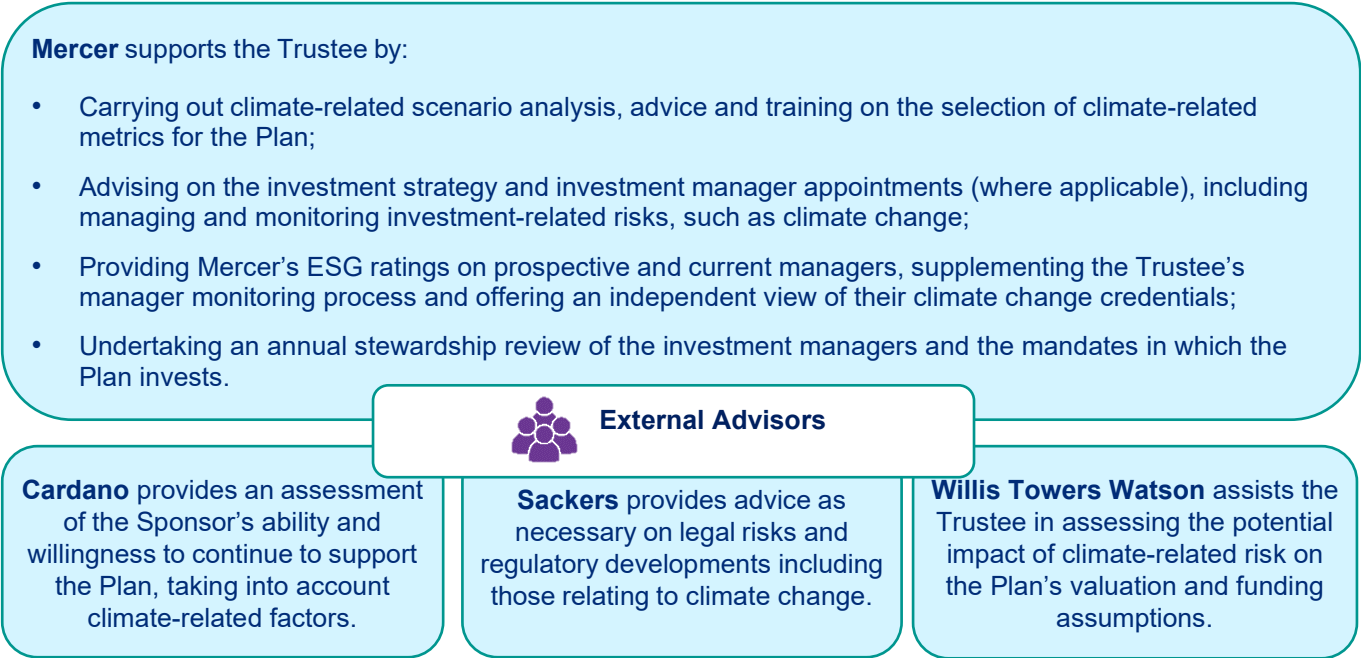 Mercer supports the Trustee by:
• Carrying out climate-related scenario analysis, advice and training on the selection of climate-related
metrics for the Plan;
• Advising on the investment strategy and investment manager appointments (where applicable), including
managing and monitoring investment-related risks, such as climate change;
• Providing Mercer’s ESG ratings on prospective and current managers, supplementing the Trustee’s
manager monitoring process and offering an independent view of their climate change credentials;
• Undertaking an annual stewardship review of the investment managers and the mandates in which the
Plan invests.
External Advisors
Cardano provides an assessment
of the Sponsor’s ability and
willingness to continue to support
the Plan, taking into account
climate-related factors.
Sackers provides advice as
necessary on legal risks and
regulatory developments including
those relating to climate change.
Willis Towers Watson assists the
Trustee in assessing the potential
impact of climate-related risk on
the Plan’s valuation and funding
assumptions.